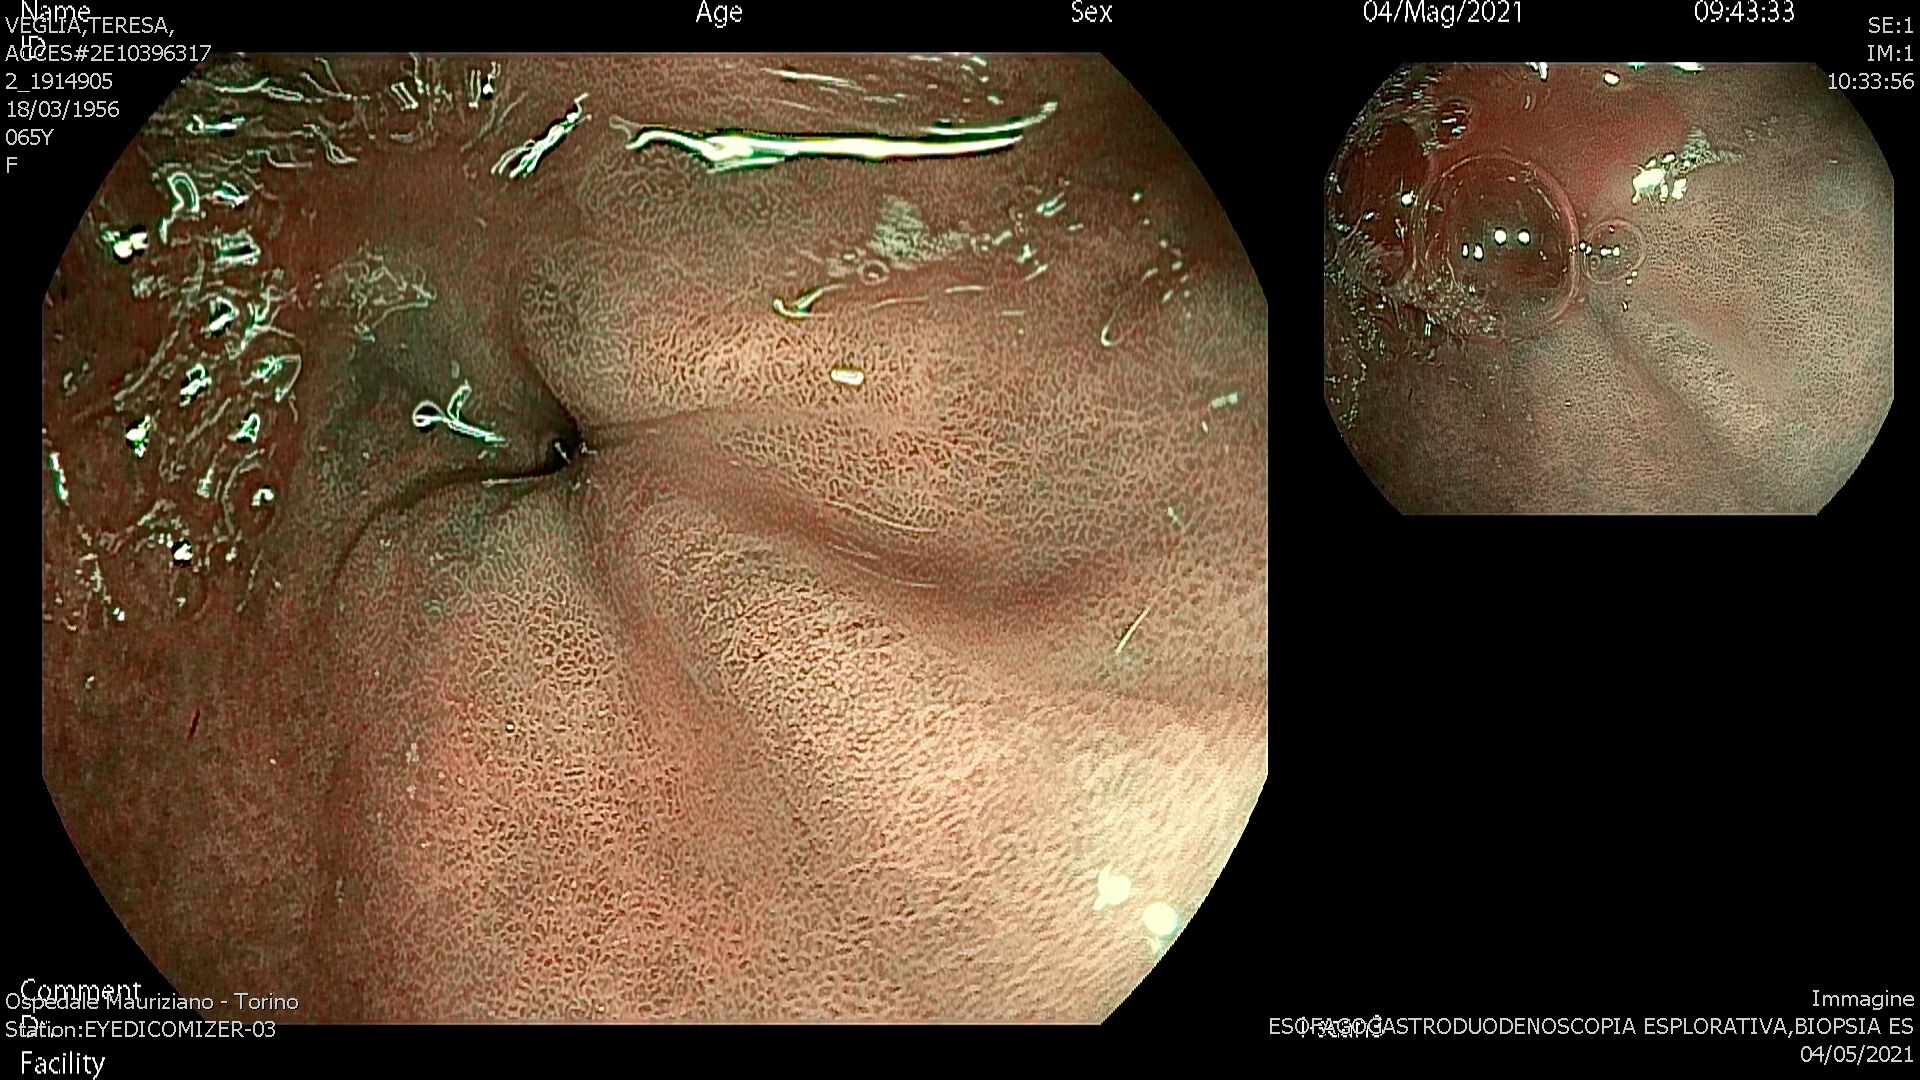 Name Age Sex 04/Mag/2021 09:43:33
VEGLIA,TERESA, SE:1
ID
ACCES#2E10396317 IM:1
2_1914905 10:33:56
18/03/1956
065Y
F
Comment
Ospedale Mauriziano - Torino Immagine
Station:EYEDICOMIZER-03 ESOFAGOGASTRODUODENOSCOPIA ESPLORATIVA,BIOPSIA ES
Facility 04/05/2021